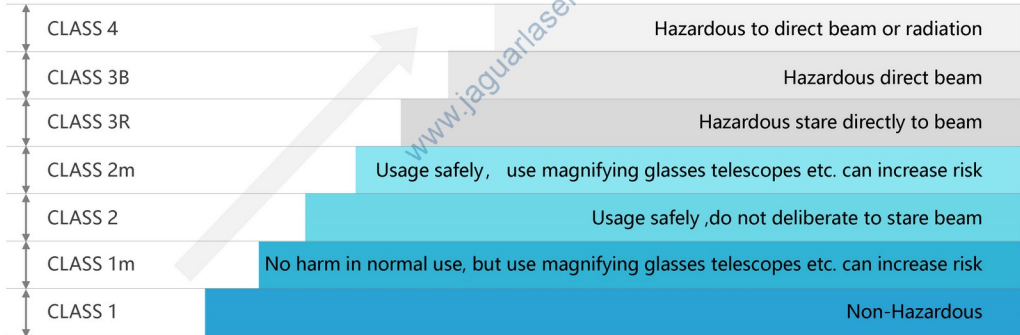 CLASS 4 Hazardous to direct beam or radiation
CLASS 3B Hazardous direct beam
CLASS 3R Hazardous stare directly to beam
CLASS 2m Usage safely， use magnifying glasses telescopes etc. can increase risk
CLASS 2 Usage safely ,do not deliberate to stare beam
CLASS 1m No harm in normal use, but use magnifying glasses telescopes etc. can increase risk
CLASS 1 Non-Hazardous
www.jaguarlaser